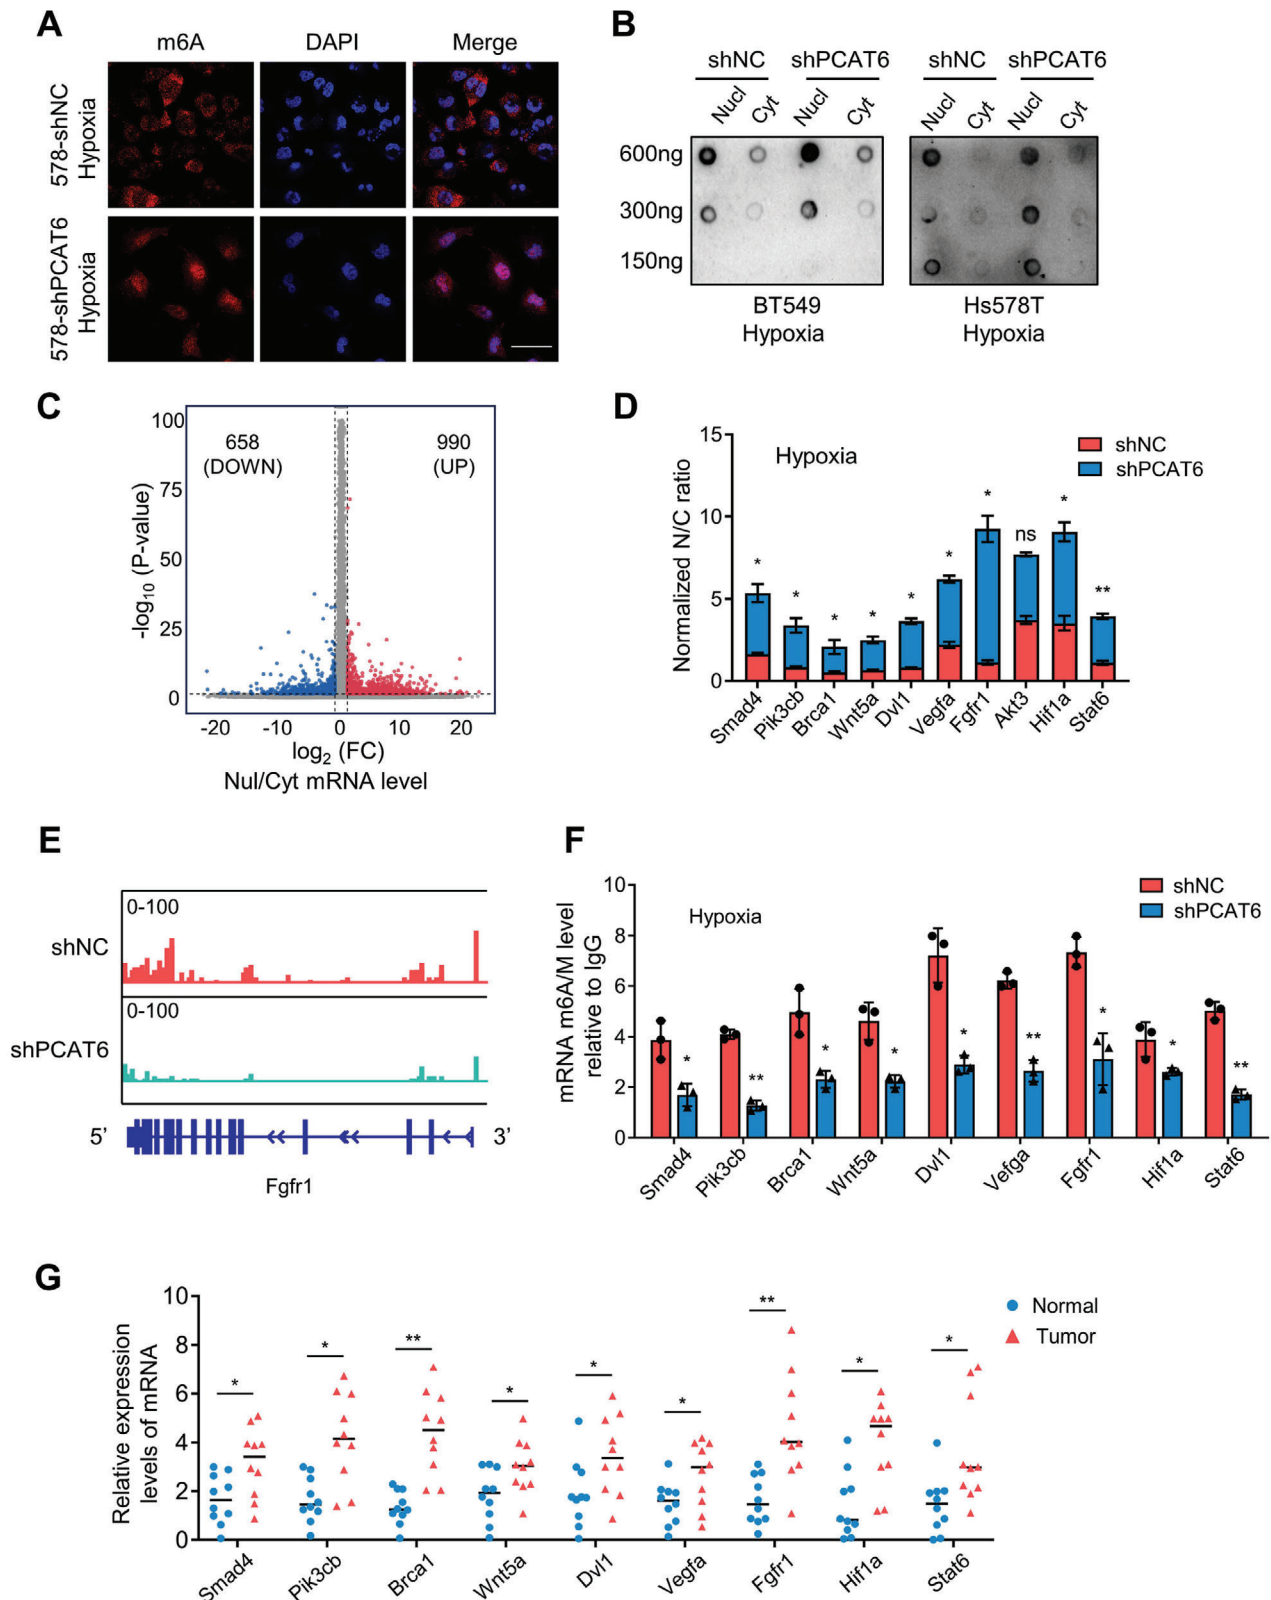 A
m6A
DAPI
Merge
578-shNC
Hypoxia
578-shPCAT6
Hypoxia
B
shNC
shPCAT6
shNC
shPCAT6
Nucl
Cyt
Nucl
Cyt
Nucl
Cyt
Nucl
Cyt
600ng
300ng
150ng
BT549
Hypoxia
Hs578T
Hypoxia
C
658
(DOWN)
990
(UP)
100
75
50
25
0
-log10 (P-value)
-20
-10
0
10
20
log2 (FC)
Nul/Cyt mRNA level
D
Hypoxia
shNC
shPCAT6
15
10
5
0
Normalized N/C ratio
*
*
*
*
*
*
*
ns
*
**
Smad4
Pik3cb
Brca1
Wnt5a
Dvl1
Vegfa
Fgfr1
Akt3
Hif1a
Stat6
E
0-100
shNC
0-100
shPCAT6
5’
3’
Fgfr1
F
Hypoxia
shNC
shPCAT6
10
8
6
4
2
0
mRNA m6A/M level
relative to IgG
*
**
*
*
*
**
*
*
**
Smad4
Pik3cb
Brca1
Wnt5a
Dvl1
Vefga
Fgfr1
Hif1a
Stat6
G
10
8
6
4
2
0
Relative expression
levels of mRNA
*
*
**
*
*
*
**
*
*
Normal
Tumor
Smad4
Pik3cb
Brca1
Wnt5a
Dvl1
Vegfa
Fgfr1
Hif1a
Stat6